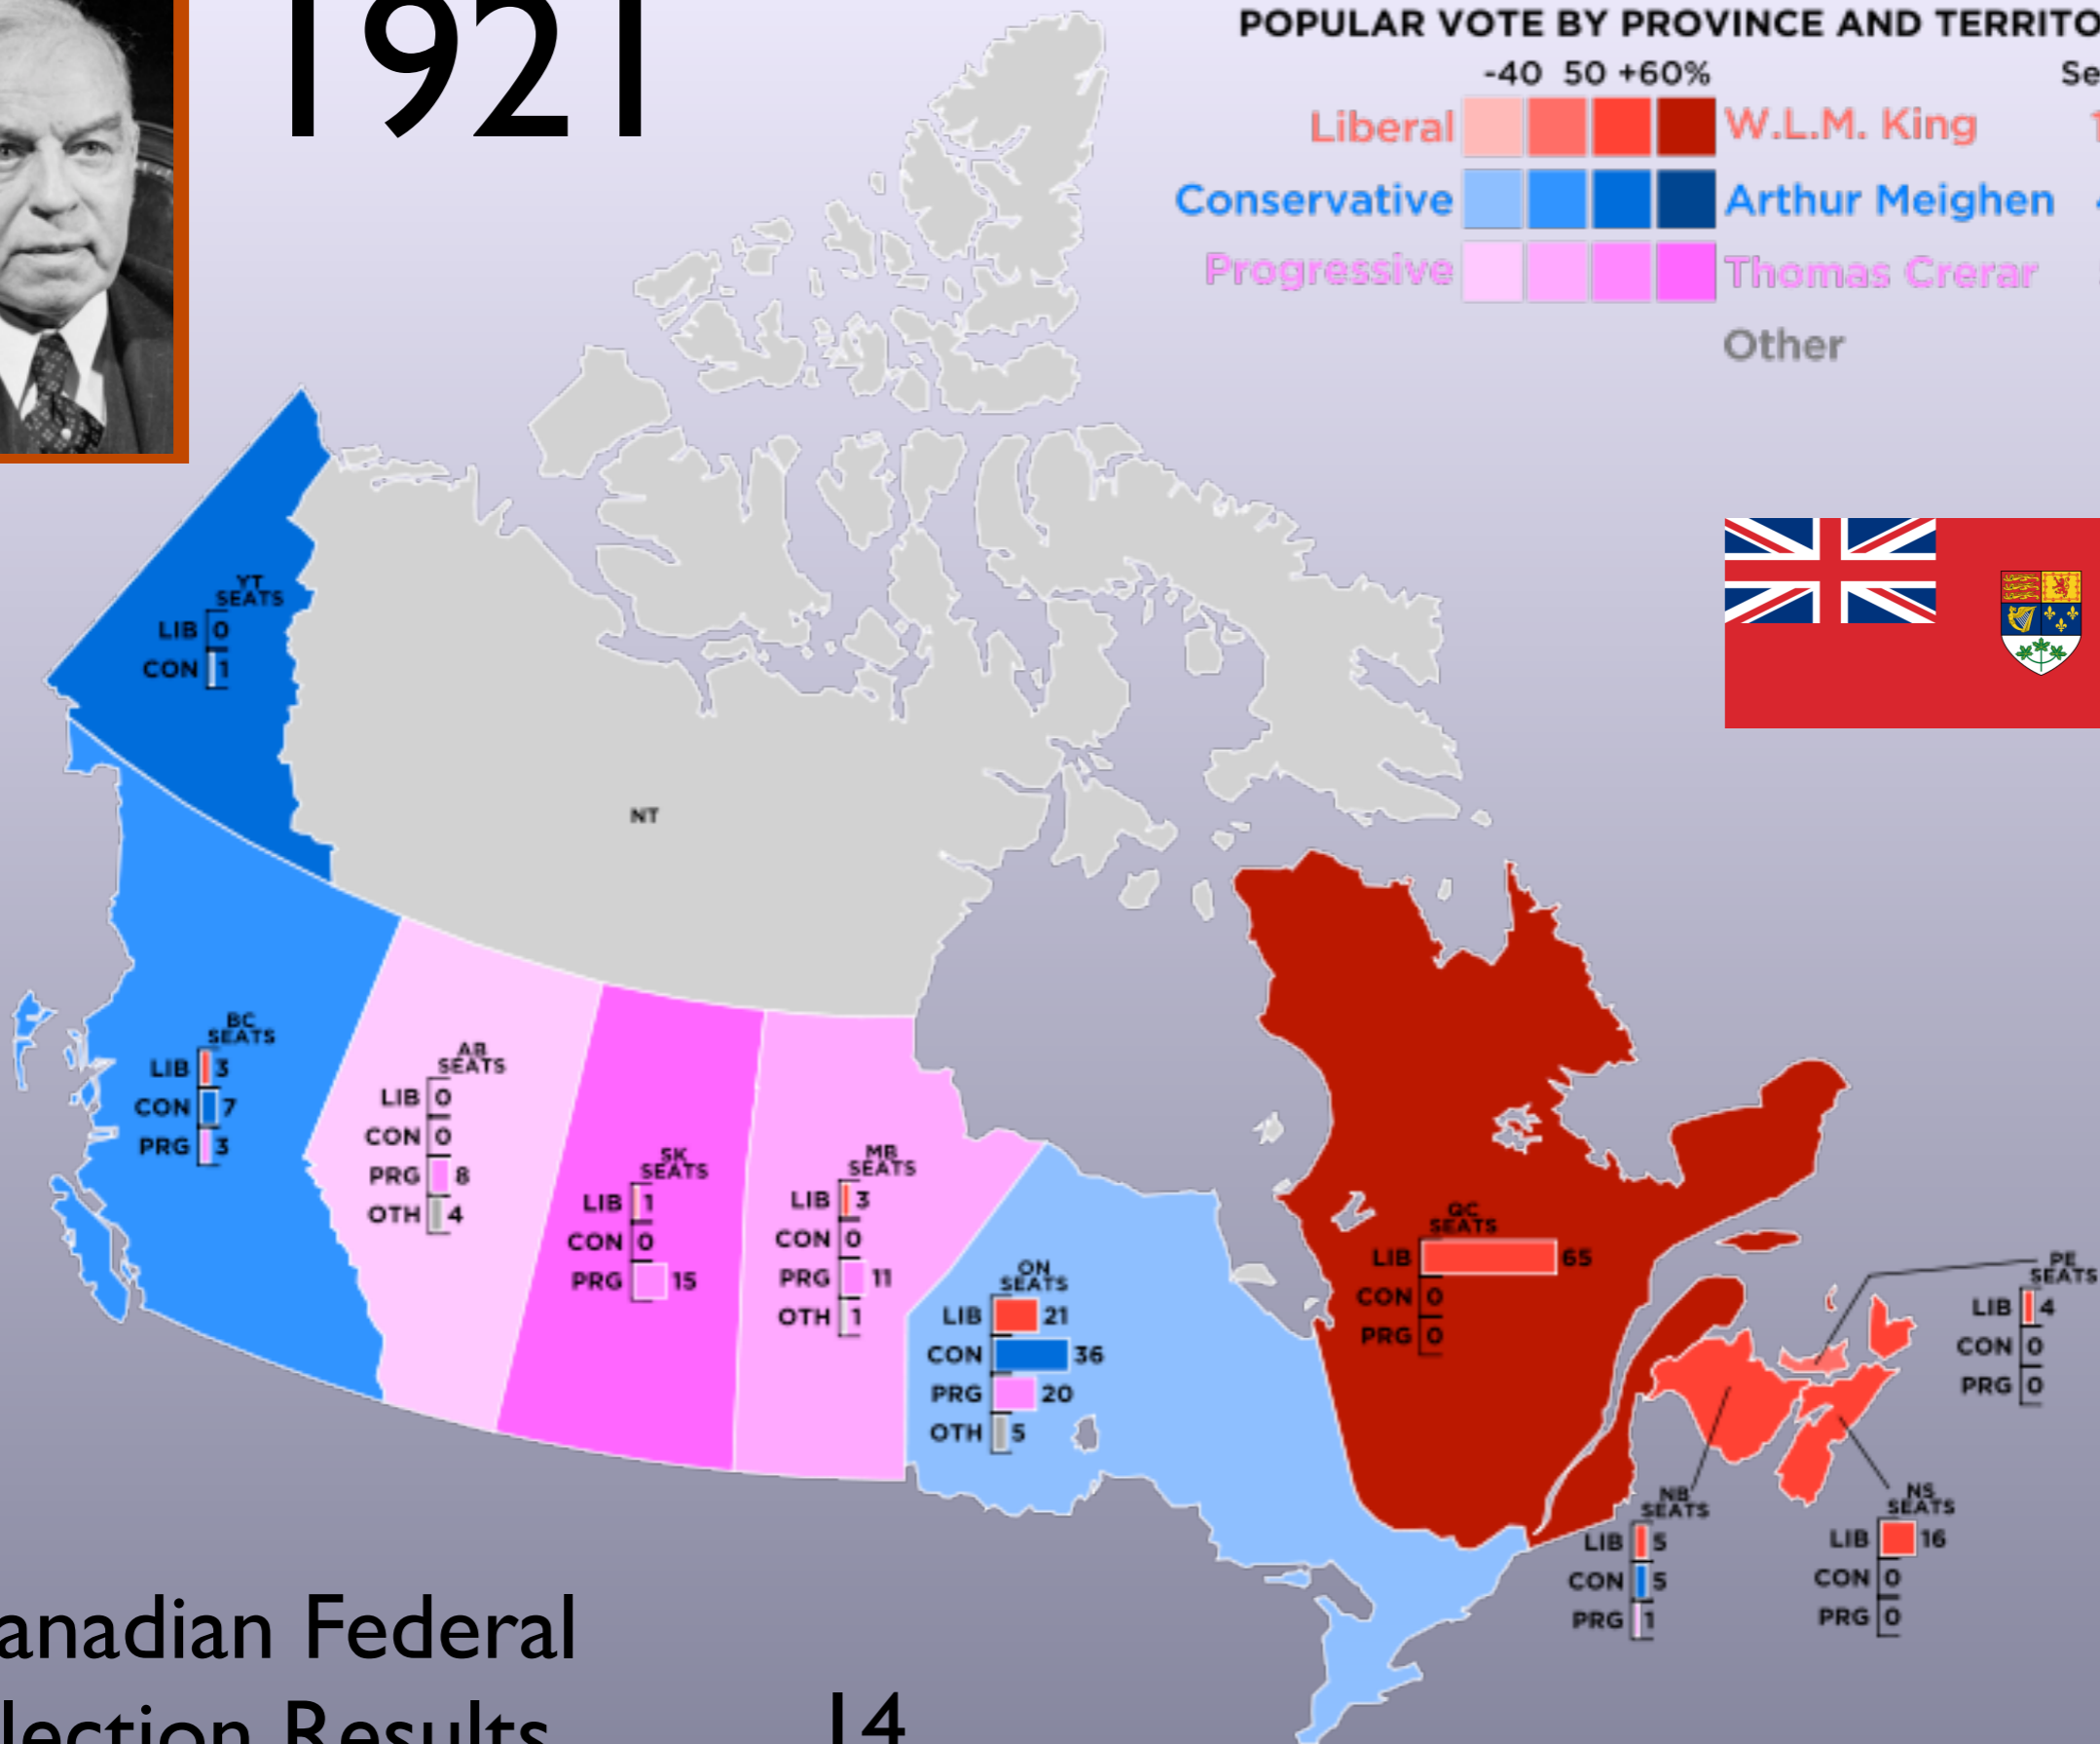 1921
POPULAR VOTE BY PROVINCE AND TERRITO
-40 50 +60% Se
Liberal W.L.M. King 1
Conservative Arthur Meighen
Progressive Thomas Crerar
Other
YT
SEATS
LIB 0
CON 1
NT
BC
SEATS
LIB 3
CON 7
PRG 3
AB
SEATS
LIB 0
CON 0
PRG 8
OTH 4
SK
SEATS
LIB 1
CON 0
PRG 15
MB
SEATS
LIB 3
CON 0
PRG 11
OTH 1
ON
SEATS
LIB 21
CON 36
PRG 20
OTH 5
QC
SEATS
LIB 65
CON 0
PRG 0
PE
SEATS
LIB 4
CON 0
PRG 0
NB
SEATS
LIB 5
CON 5
PRG 1
NS
SEATS
LIB 16
CON 0
PRG 0
anadian Federal
lection Results
14